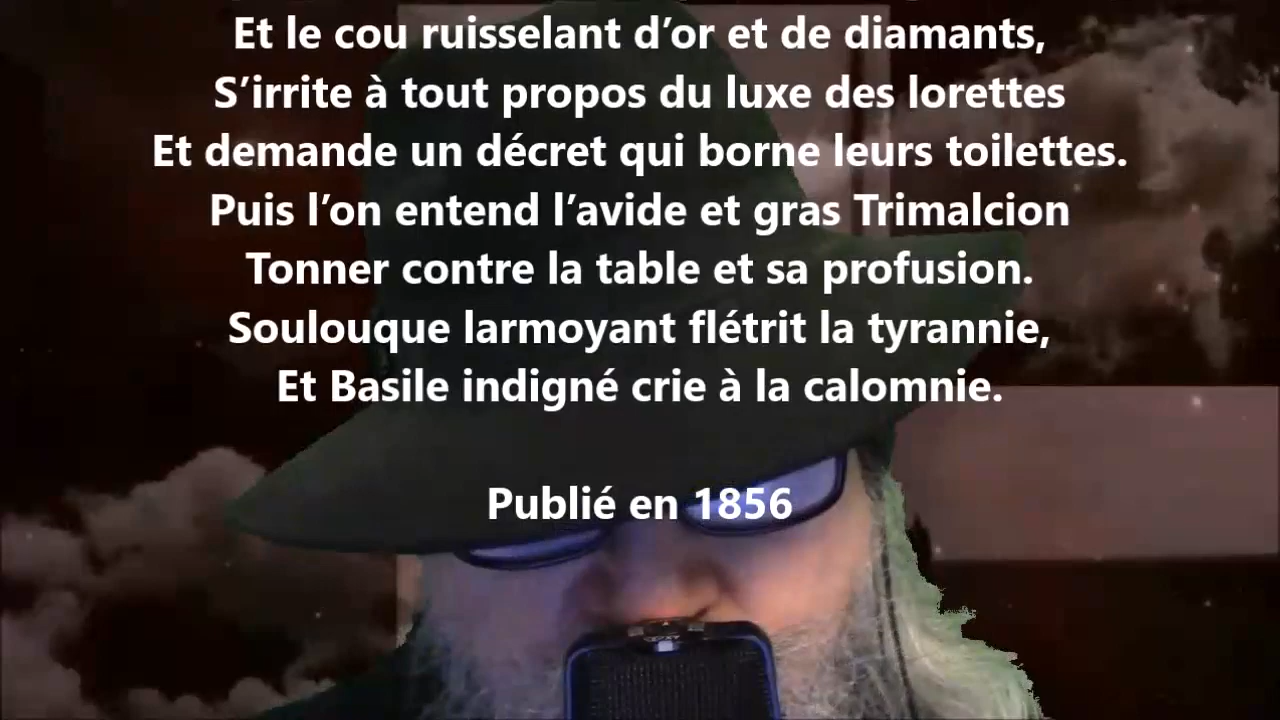 Et le cou ruisselant d’or et de diamants,
S’irrite à tout propos du luxe des lorettes
Et demande un décret qui borne leurs toilettes.
Puis l’on entend l’avide et gras Trimalcion
Tonner contre la table et sa profusion.
Soulouque larmoyant flétrit la tyrannie,
Et Basile indigné crie à la calomnie.
Publié en 1856